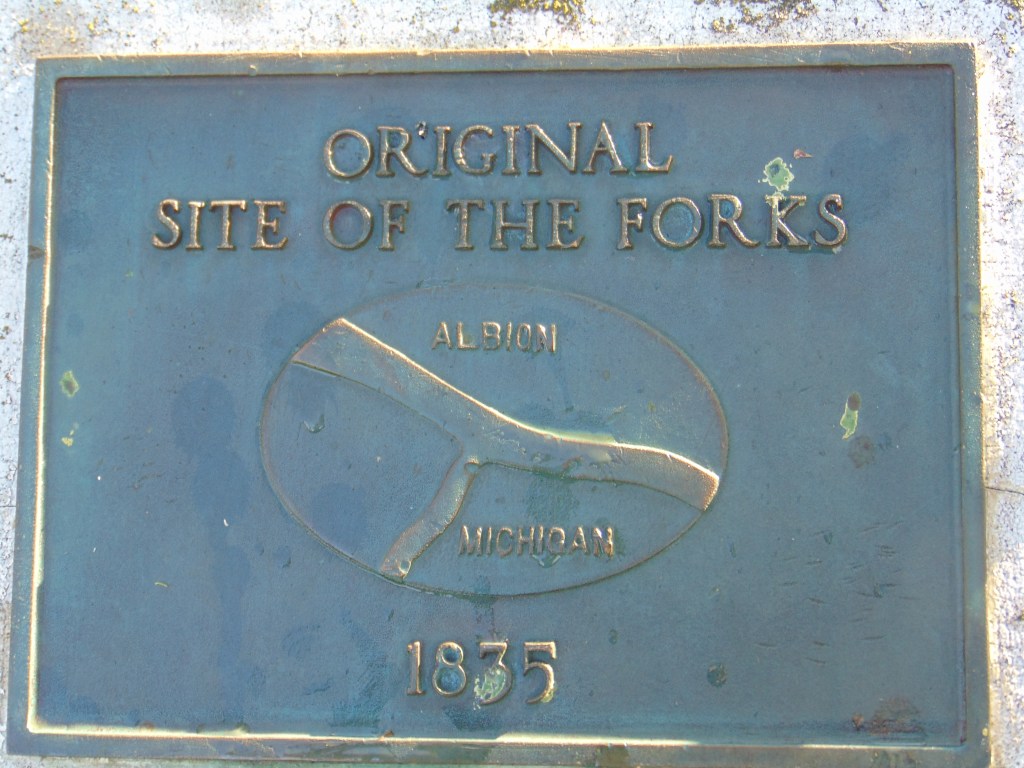 ORIGINAL
SITE OF THE FORKS
ALBION
MICHIGAN
1835